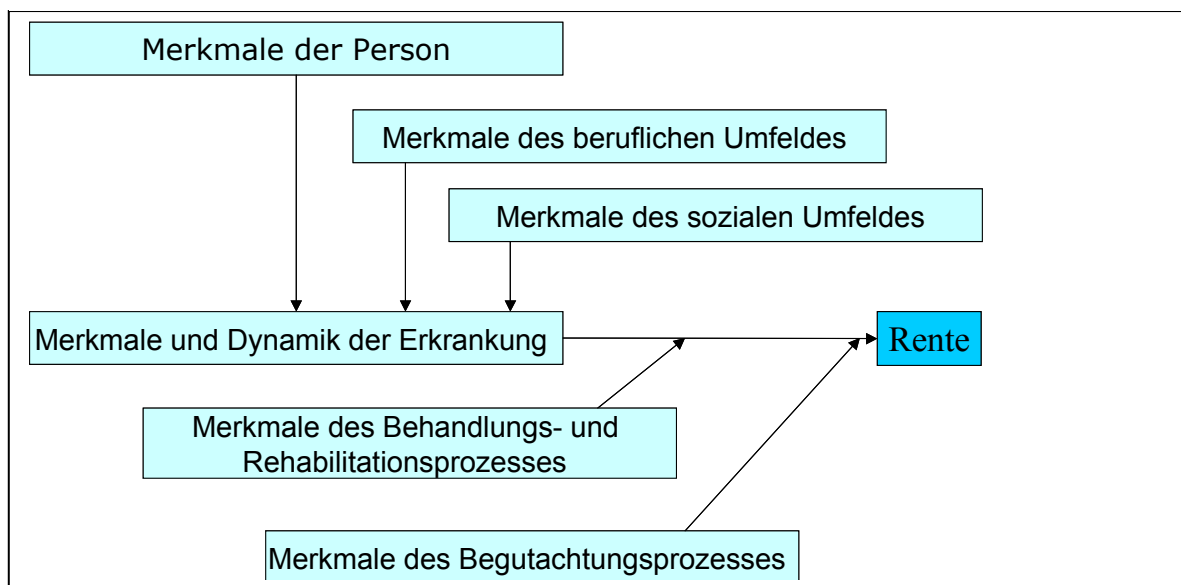 Merkmale der Person
Merkmale des beruflichen Umfeldes
Merkmale des sozialen Umfeldes
Merkmale und Dynamik der Erkrankung
Rente
Merkmale des Behandlungs- und
Rehabilitationsprozesses
Merkmale des Begutachtungsprozesses